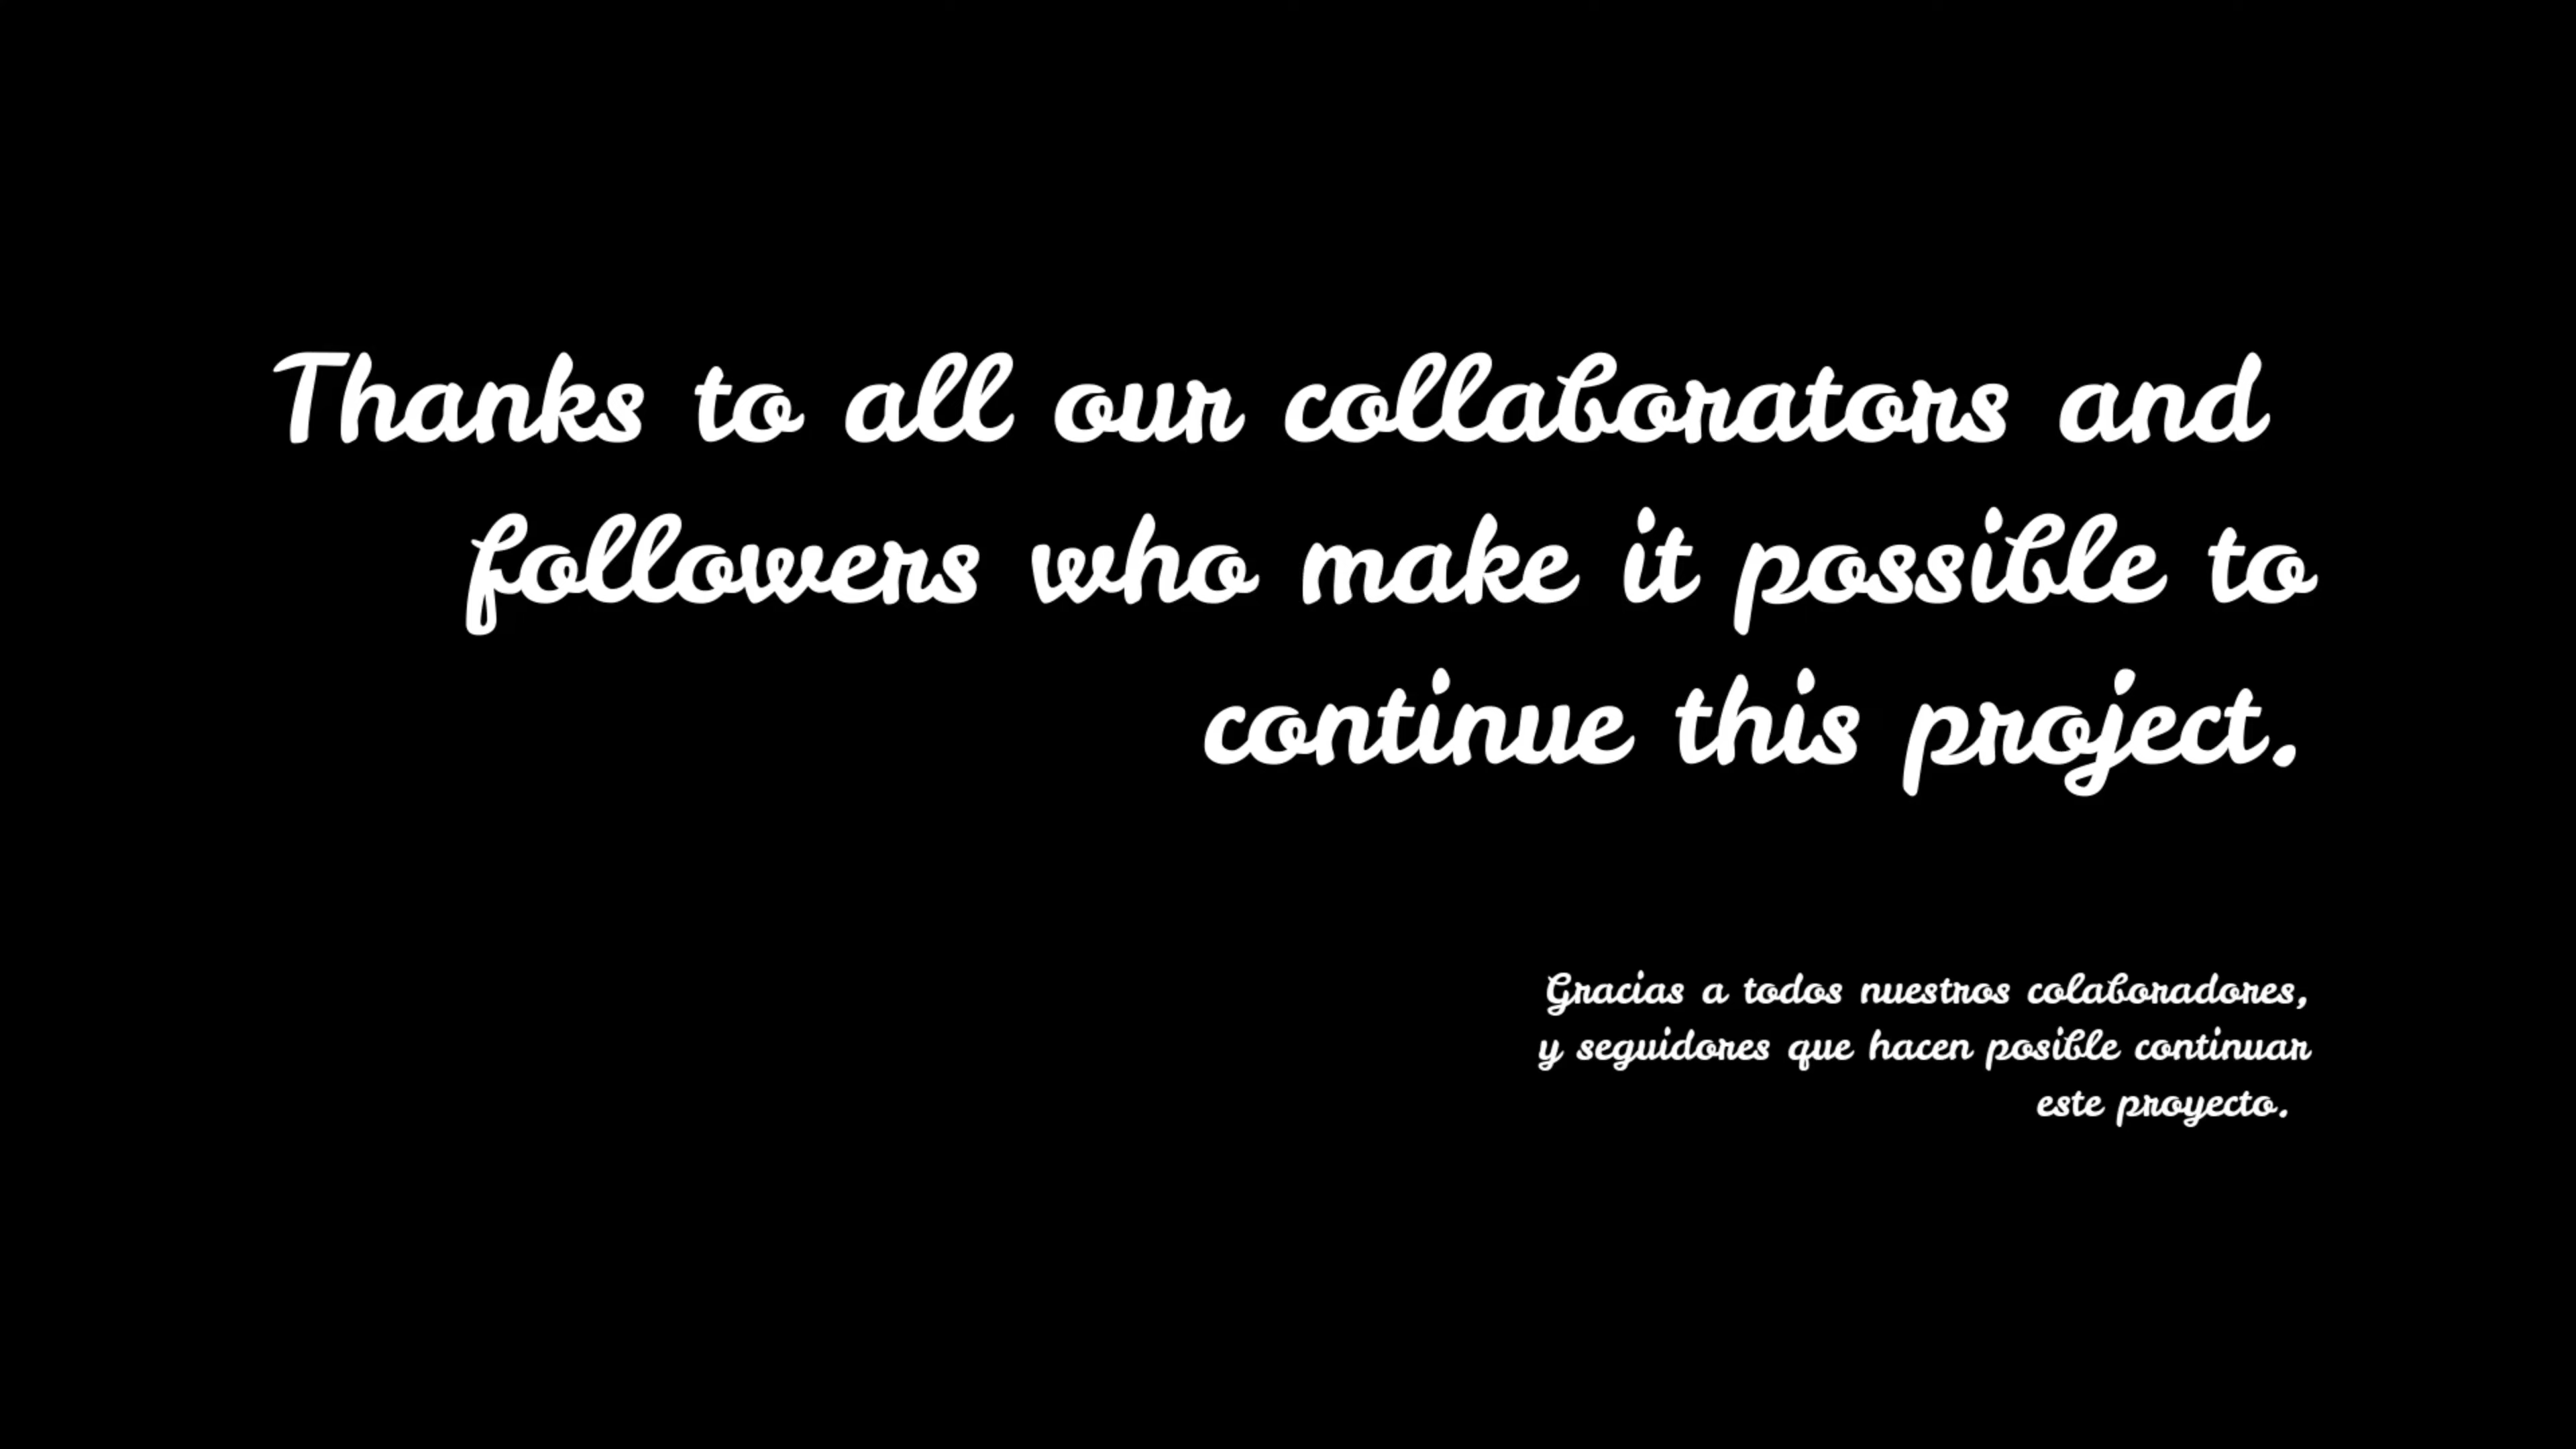 Thanks to all our collaborators and
followers who make it possible to
continue this project.
Gracias a todos nuestros colaboradores,
y seguidores que hacen posible continuar
este proyecto.